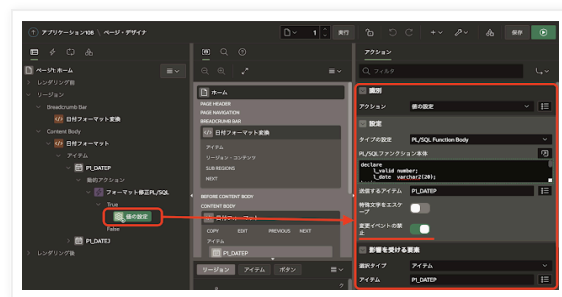 アプリケーション108 \ ページ・デザイナ
1
実行
保存
ページ1: ホーム
レンダリング前
リージョン
Breadcrumb Bar
日付フォーマット変換
Content Body
日付フォーマット
アイテム
P1_DATEP
動的アクション
フォーマット修正PL/SQL
True
値の設定
False
P1_DATEJ
レンダリング後
ホーム
PAGE HEADER
PAGE NAVIGATION
BREADCRUMB BAR
日付フォーマット変換
アイテム
リージョン・コンテンツ
SUB REGIONS
NEXT
BEFORE CONTENT BODY
CONTENT BODY
日付フォーマット
COPY EDIT PREVIOUS NEXT
アイテム
P1_DATEP
リージョン アイテム ボタン
アクション
フィルタ
識別
アクション 値の設定
設定
タイプの設定 PL/SQL Function Body
PL/SQLファンクション本体
declare
l_valid number;
l_date varchar2(20);
送信するアイテム P1_DATEP
特殊文字をエスケープ
変更イベントの禁止
影響を受ける要素
選択タイプ アイテム
アイテム P1_DATEP